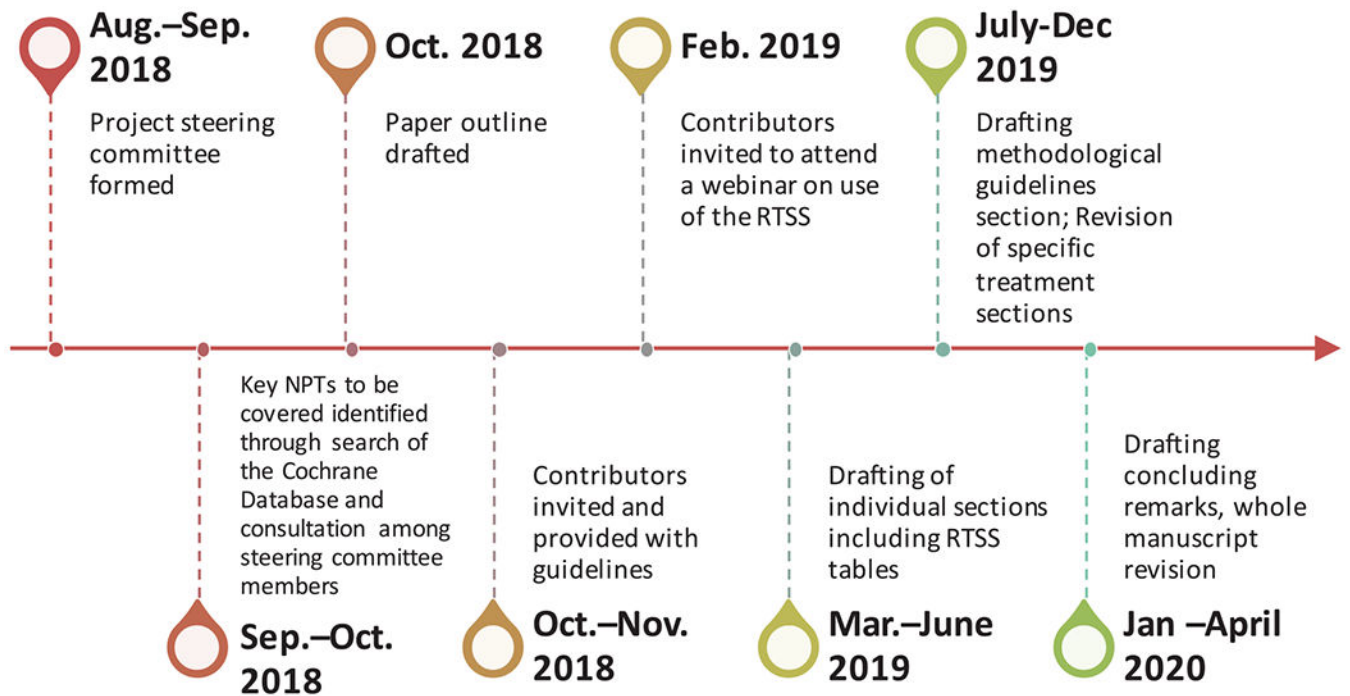 Aug.–Sep.
2018
Project steering
committee
formed
Oct. 2018
Paper outline
drafted
Feb. 2019
Contributors
invited to attend
a webinar on use
of the RTSS
July-Dec
2019
Drafting
methodological
guidelines
section; Revision
of specific
treatment
sections
Key NPTs to be
covered identified
through search of
the Cochrane
Database and
consultation among
steering committee
members
Sep.–Oct.
2018
Contributors
invited and
provided with
guidelines
Oct.–Nov.
2018
Drafting of
individual sections
including RTSS
tables
Mar.–June
2019
Drafting
concluding
remarks, whole
manuscript
revision
Jan –April
2020